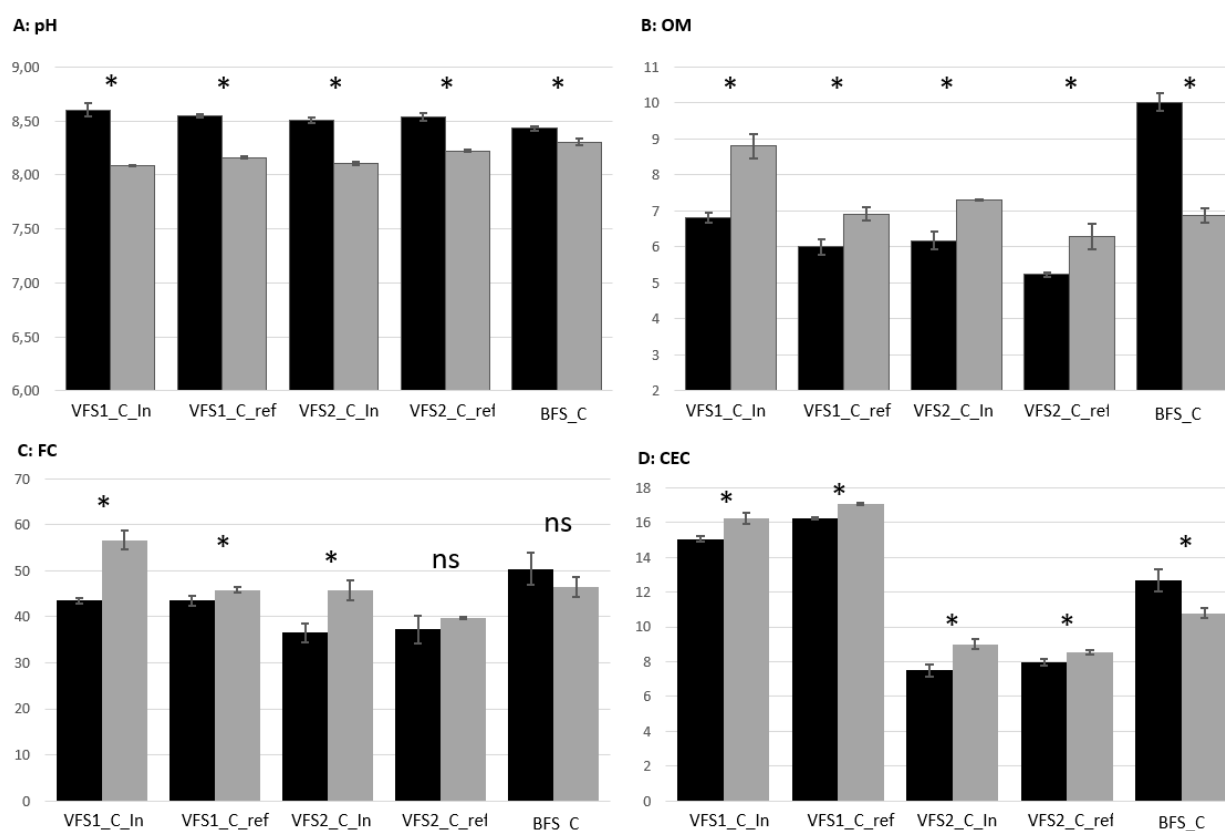 A: pH
9,00
8,50
8,00
7,50
7,00
6,50
6,00
* * * * *
VFS1_C_In VFS1_C_ref VFS2_C_In VFS2_C_ref BFS_C
B: OM
11
10
9
8
7
6
5
4
3
2
* * * * *
VFS1_C_In VFS1_C_ref VFS2_C_In VFS2_C_ref BFS_C
C: FC
70
60
50
40
30
20
10
0
* * * ns ns
VFS1_C_In VFS1_C_ref VFS2_C_In VFS2_C_ref BFS_C
D: CEC
18
16
14
12
10
8
6
4
2
0
* * * * *
VFS1_C_In VFS1_C_ref VFS2_C_In VFS2_C_ref BFS_C